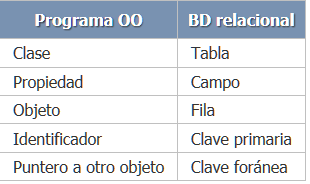 Programa OO BD relacional
Clase Tabla
Propiedad Campo
Objeto Fila
Identificador Clave primaria
Puntero a otro objeto Clave foránea